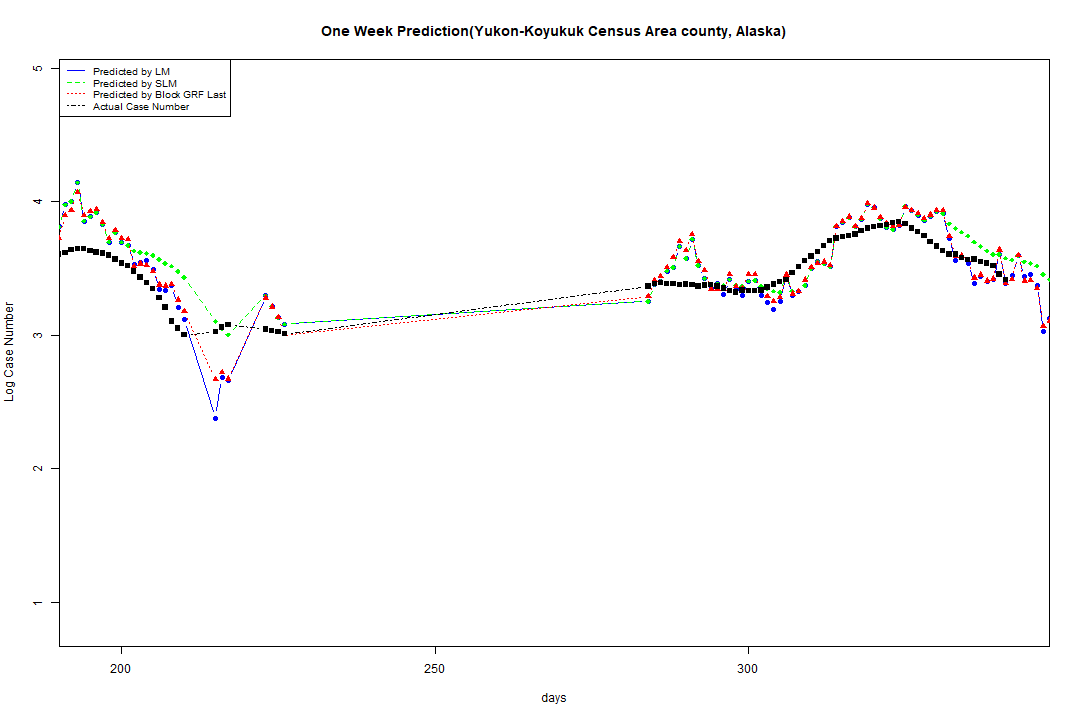 One Week Prediction(Yukon-Koyukuk Census Area county, Alaska)
Predicted by LM
Predicted by SLM
Predicted by Block GRF Last
Actual Case Number
5
4
3
2
1
Log Case Number
200 250 300
days